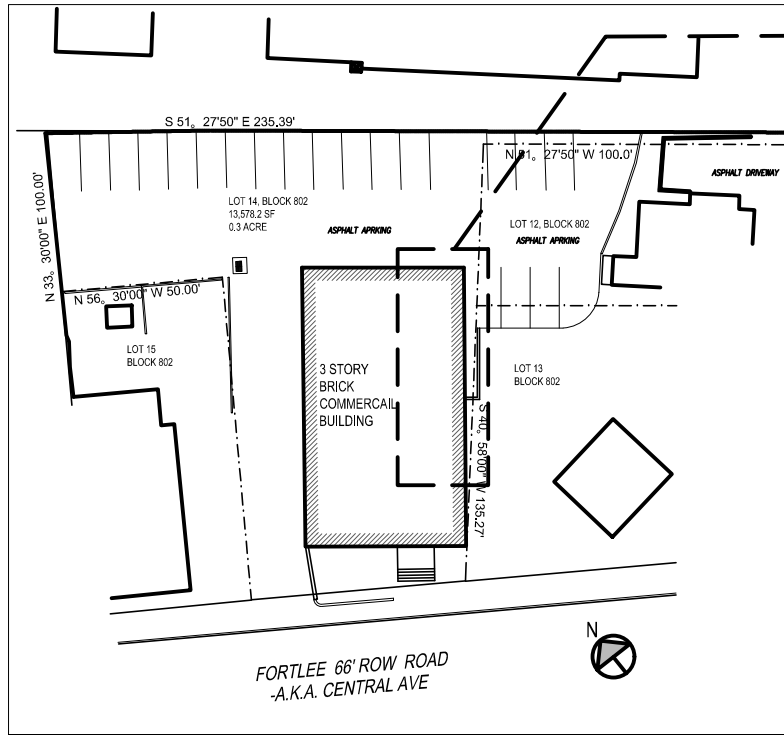 S 51。 27'50" E 235.39'
N 51。 27'50" W 100.0'
ASPHALT DRIVEWAY
N 33。 30'00" E 100.00'
LOT 14, BLOCK 802
13,578.2 SF
0.3 ACRE
ASPHALT APRKING
LOT 12, BLOCK 802
ASPHALT APRKING
N 56。 30'00" W 50.00'
LOT 15
BLOCK 802
3 STORY
BRICK
COMMERCAIL
BUILDING
LOT 13
BLOCK 802
S 40。 58'00" W 135.27'
N
FORTLEE 66' ROW ROAD
-A.K.A. CENTRAL AVE